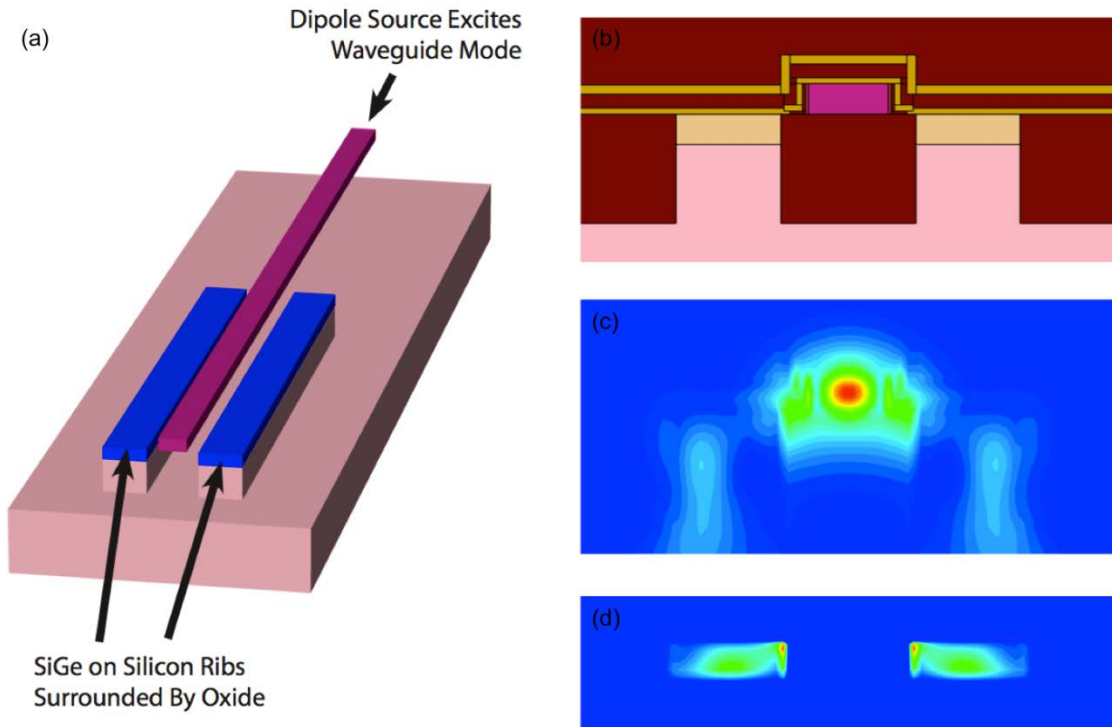 (a)
Dipole Source Excites
Waveguide Mode
SiGe on Silicon Ribs
Surrounded By Oxide
(b)
(c)
(d)